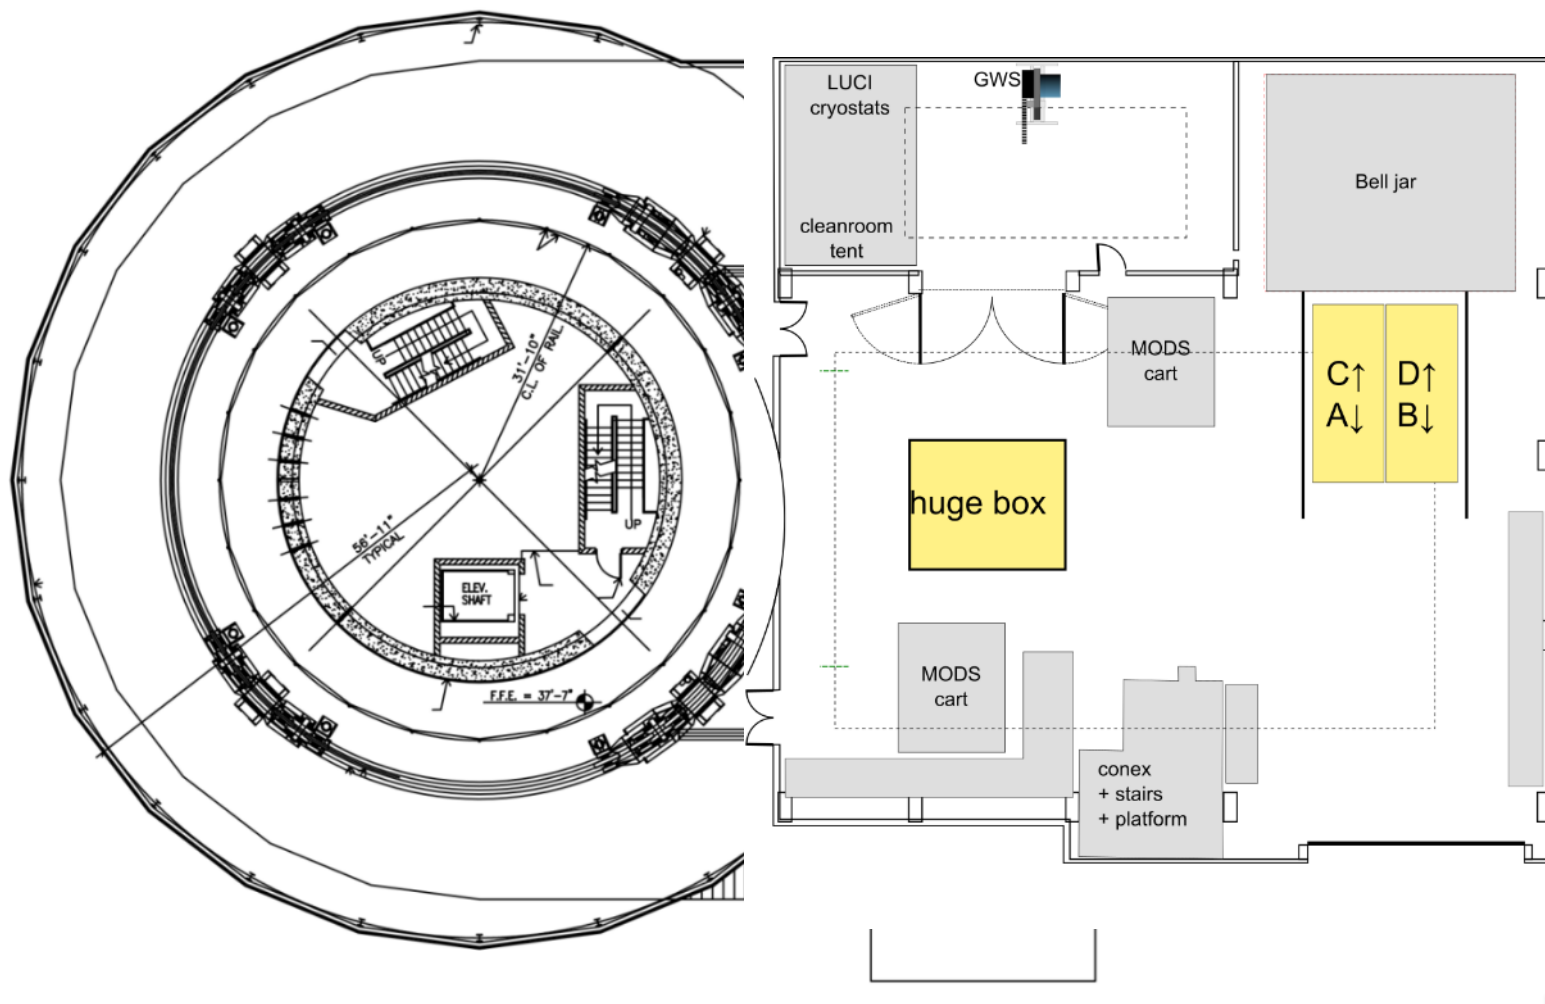 UP
31'-10"
C.L. OF RAIL
56'-11"
TYPICAL
UP
ELEV.
SHAFT
F.F.E. = 37'-7"
LUCI
cryostats
cleanroom
tent
GWS
Bell jar
MODS
cart
C↑
A↓
D↑
B↓
huge box
MODS
cart
conex
+ stairs
+ platform